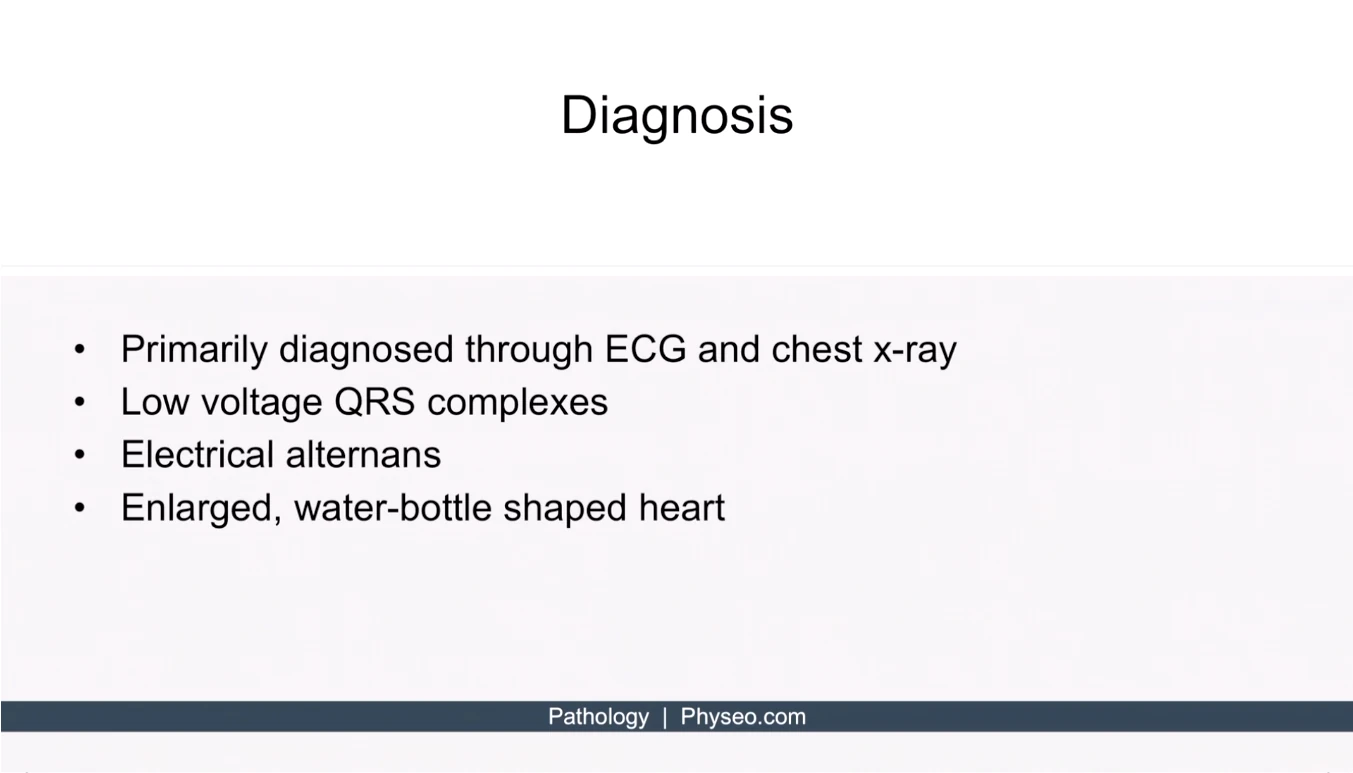 Diagnosis
• Primarily diagnosed through ECG and chest x-ray
• Low voltage QRS complexes
• Electrical alternans
• Enlarged, water-bottle shaped heart
Pathology | Physeo.com